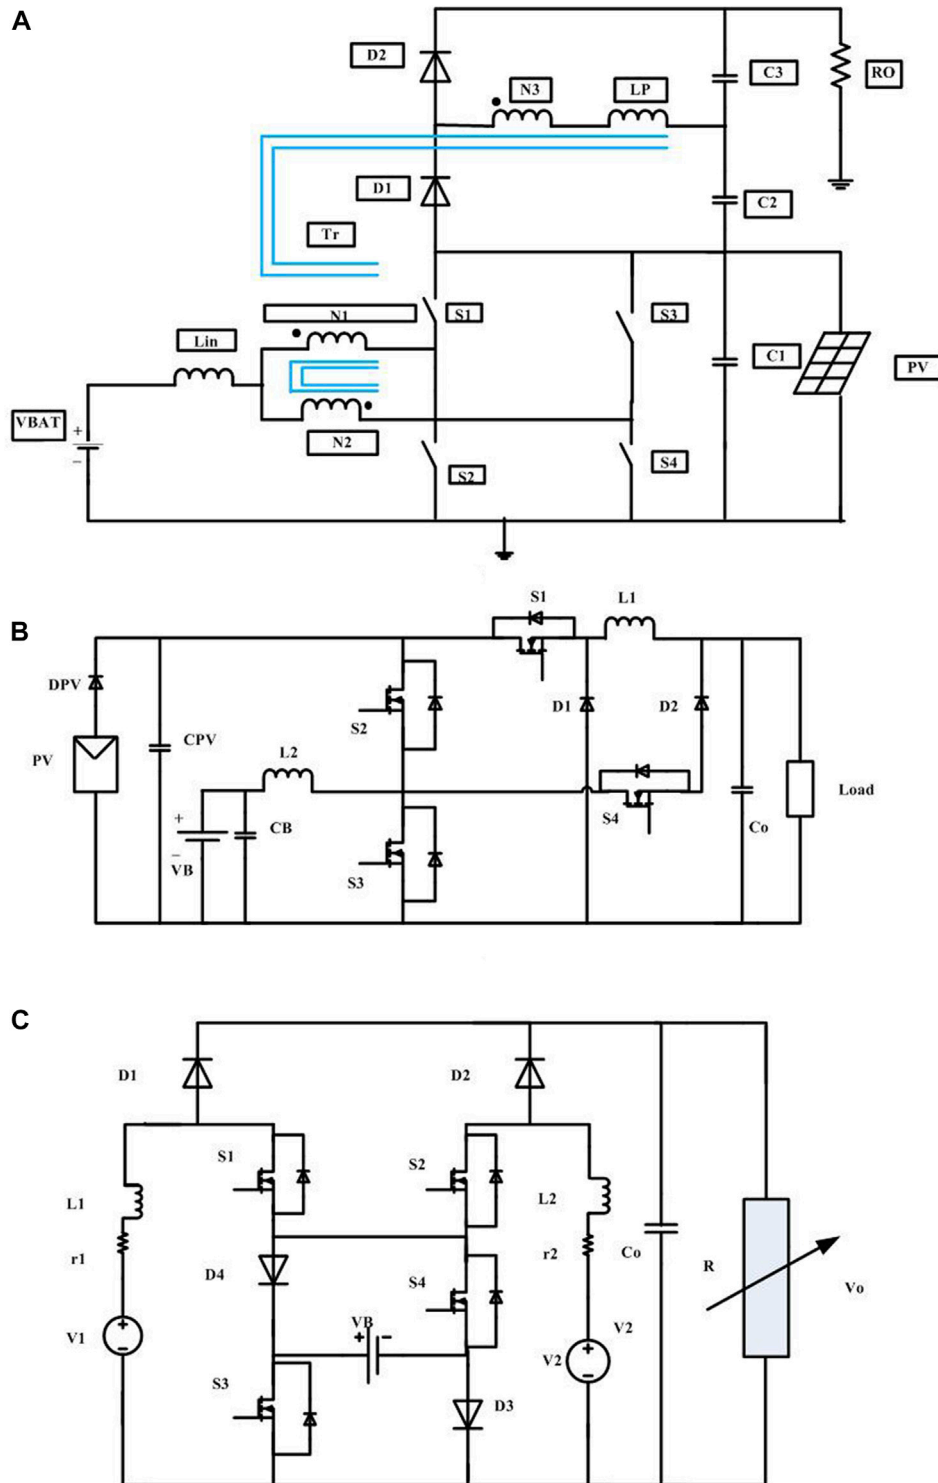 A
D2
N3
LP
C3
RO
D1
C2
Tr
N1
S1
S3
Lin
C1
PV
VBAT
+
−
N2
S2
S4
B
S1
L1
DPV
S2
D1
D2
PV
CPV
L2
+
CB
S4
Load
Co
−
VB
S3
C
D1
D2
S1
S2
L1
L2
r1
D4
S4
r2
Co
R
Vo
VB
+
−
V1
+
−
V2
V2
+
−
S3
D3